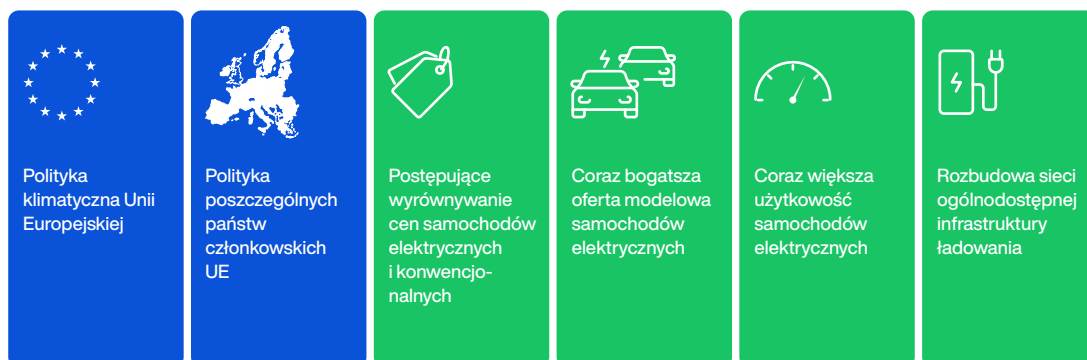 Polityka
klimatyczna Unii
Europejskiej
Polityka
poszczególnych
państw
członkowskich
UE
Postępujące
wyrównywanie
cen samochodów
elektrycznych
i konwencjo-
nalnych
Coraz bogatsza
oferta modelowa
samochodów
elektrycznych
Coraz większa
użytkowość
samochodów
elektrycznych
Rozbudowa sieci
ogólnodostępnej
infrastruktury
ładowania